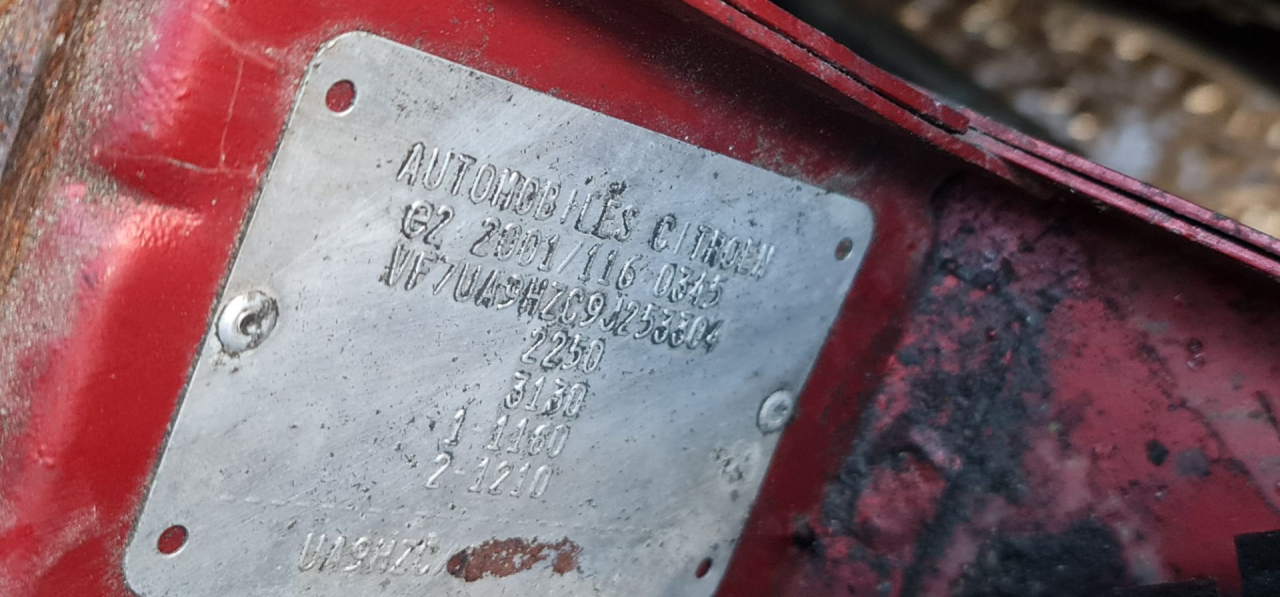 AUTOMOBILES CITROEN
e2 2001/116 0345
VF7UA9HZC9J253304
2250
3130
1-1160
2-1210
UA9HZC